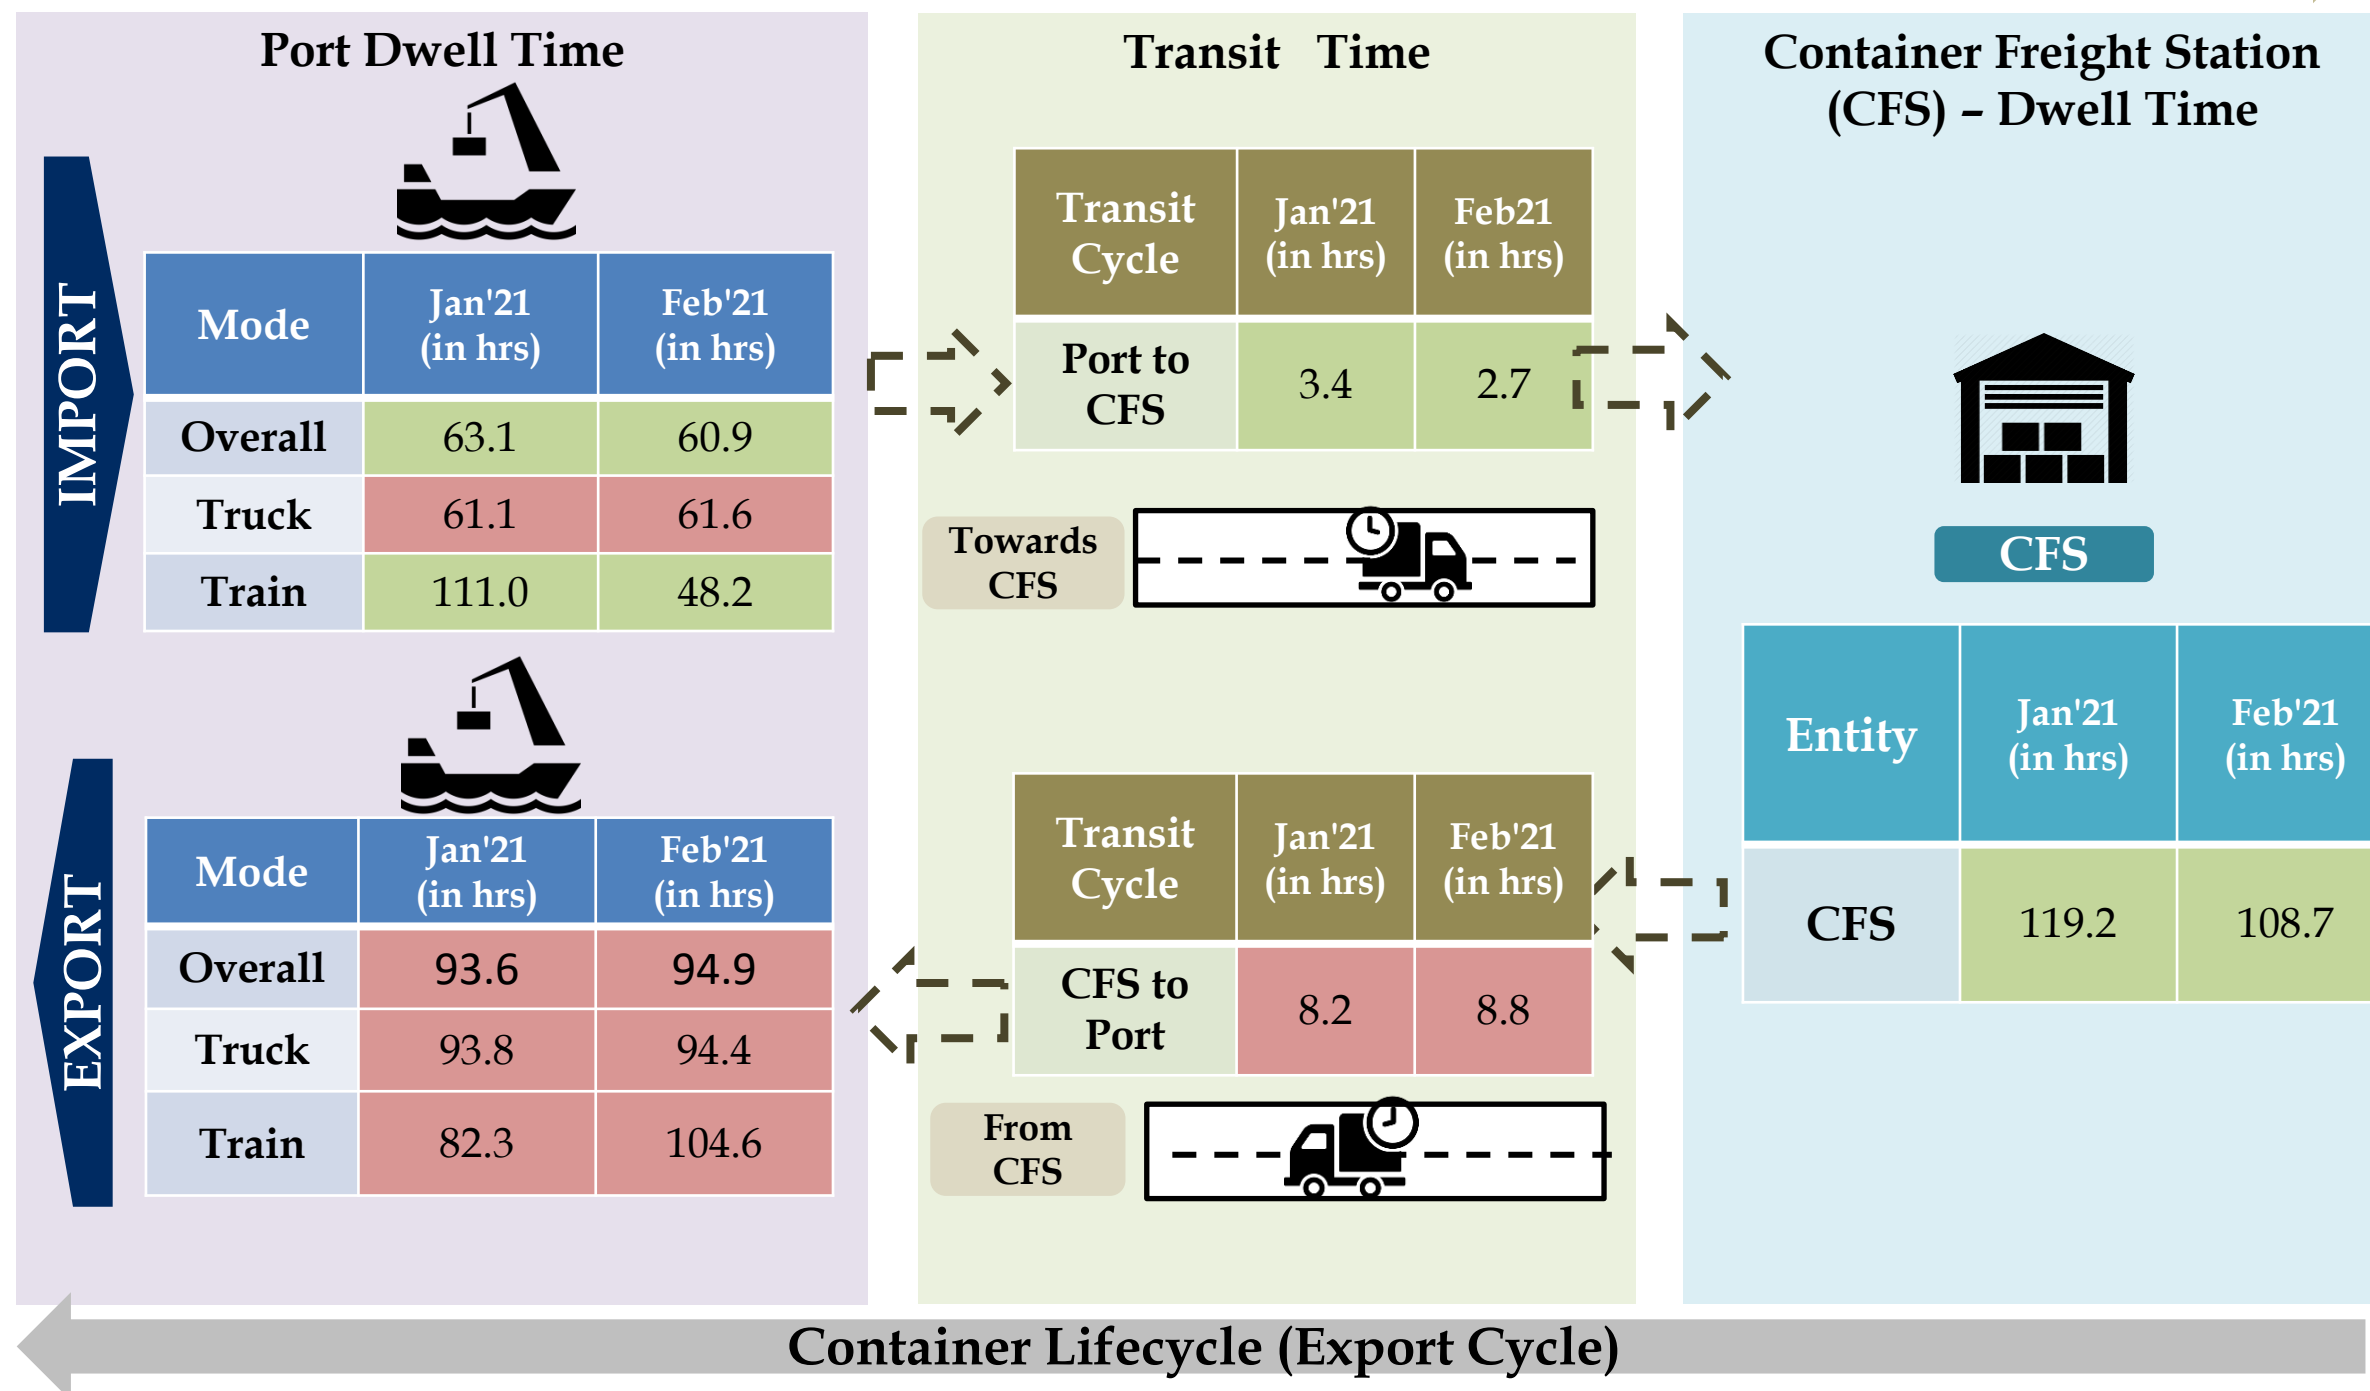 Port Dwell Time
IMPORT
Mode Jan'21 (in hrs) Feb'21 (in hrs)
Overall 63.1 60.9
Truck 61.1 61.6
Train 111.0 48.2
EXPORT
Mode Jan'21 (in hrs) Feb'21 (in hrs)
Overall 93.6 94.9
Truck 93.8 94.4
Train 82.3 104.6
Transit Time
Transit Cycle Jan'21 (in hrs) Feb21 (in hrs)
Port to CFS 3.4 2.7
Towards
CFS
Transit Cycle Jan'21 (in hrs) Feb'21 (in hrs)
CFS to Port 8.2 8.8
From
CFS
Container Freight Station
(CFS) – Dwell Time
CFS
Entity Jan'21 (in hrs) Feb'21 (in hrs)
CFS 119.2 108.7
Container Lifecycle (Export Cycle)